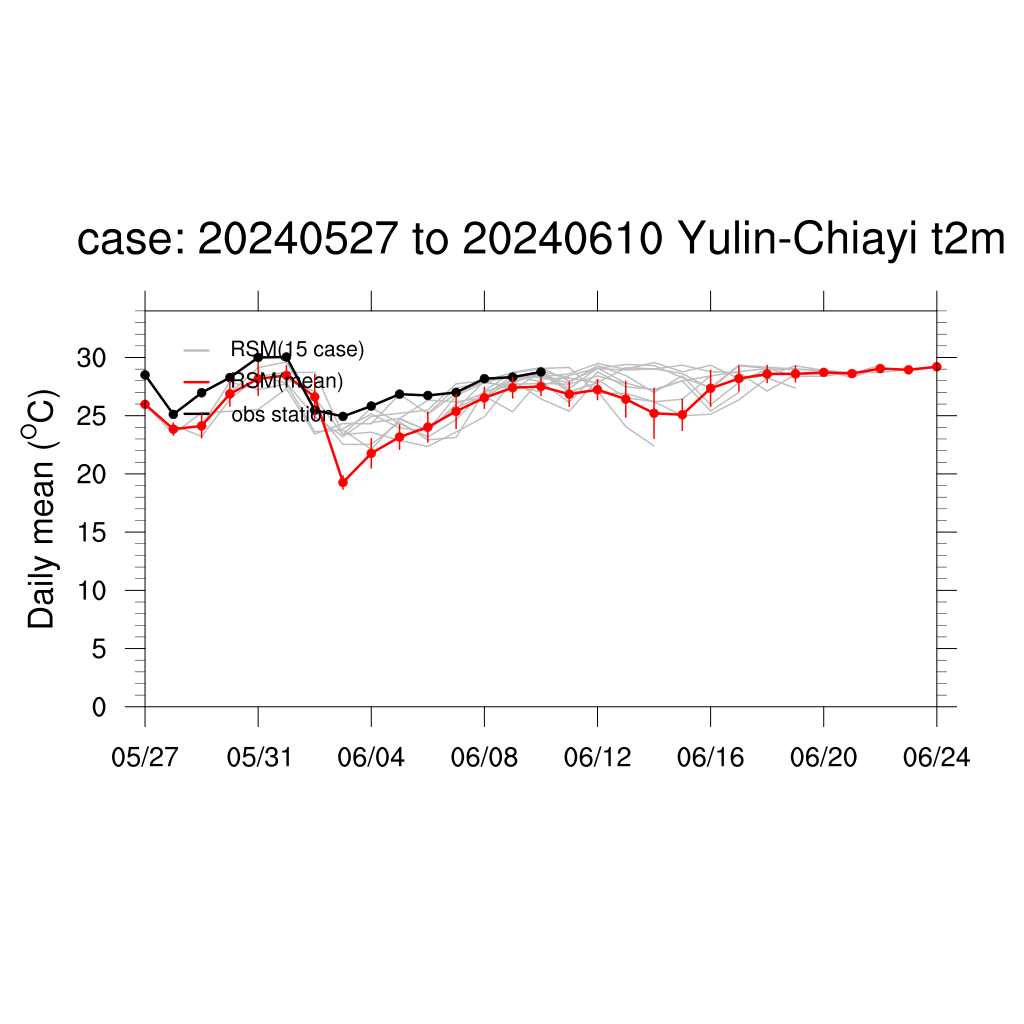 case: 20240527 to 20240610 Yulin-Chiayi t2m
RSM(15 case)
RSM(mean)
obs station
Daily mean (°C)
30
25
20
15
10
5
0
05/27 05/31 06/04 06/08 06/12 06/16 06/20 06/24